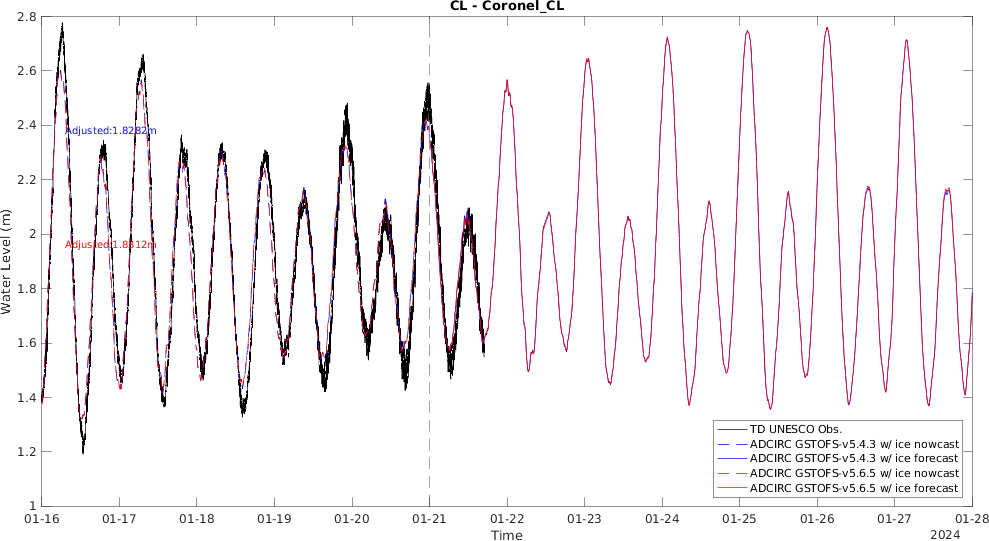 CL - Coronel_CL
Water Level (m)
2.8
2.6
2.4
2.2
2
1.8
1.6
1.4
1.2
1
Adjusted:1.8282m
Adjusted:1.8312m
TD UNESCO Obs.
ADCIRC GSTOFS-v5.4.3 w/ ice nowcast
ADCIRC GSTOFS-v5.4.3 w/ ice forecast
ADCIRC GSTOFS-v5.6.5 w/ ice nowcast
ADCIRC GSTOFS-v5.6.5 w/ ice forecast
01-16 01-17 01-18 01-19 01-20 01-21 01-22 01-23 01-24 01-25 01-26 01-27 01-28
Time
2024